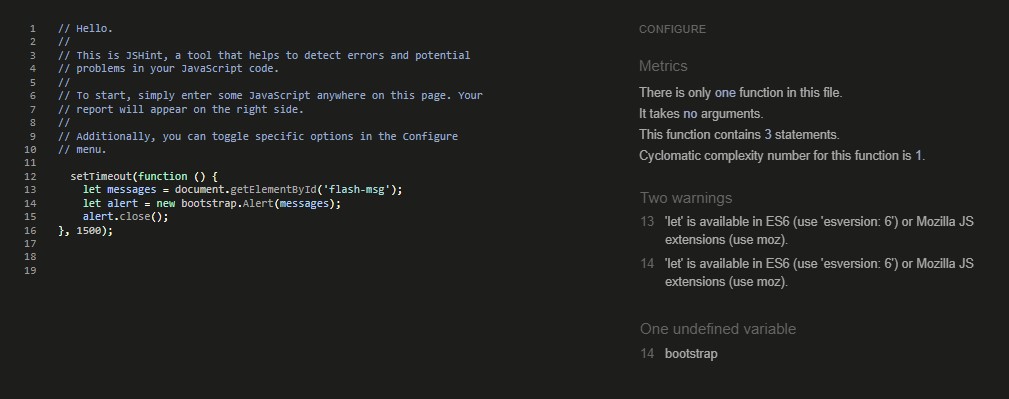 1 // Hello.
2 //
3 // This is JSHint, a tool that helps to detect errors and potential
4 // problems in your JavaScript code.
5 //
6 // To start, simply enter some JavaScript anywhere on this page. Your
7 // report will appear on the right side.
8 //
9 // Additionally, you can toggle specific options in the Configure
10 // menu.
11
12 setTimeout(function () {
13 let messages = document.getElementById('flash-msg');
14 let alert = new bootstrap.Alert(messages);
15 alert.close();
16 }, 1500);
17
18
19
CONFIGURE
Metrics
There is only one function in this file.
It takes no arguments.
This function contains 3 statements.
Cyclomatic complexity number for this function is 1.
Two warnings
13 'let' is available in ES6 (use 'esversion: 6') or Mozilla JS
extensions (use moz).
14 'let' is available in ES6 (use 'esversion: 6') or Mozilla JS
extensions (use moz).
One undefined variable
14 bootstrap